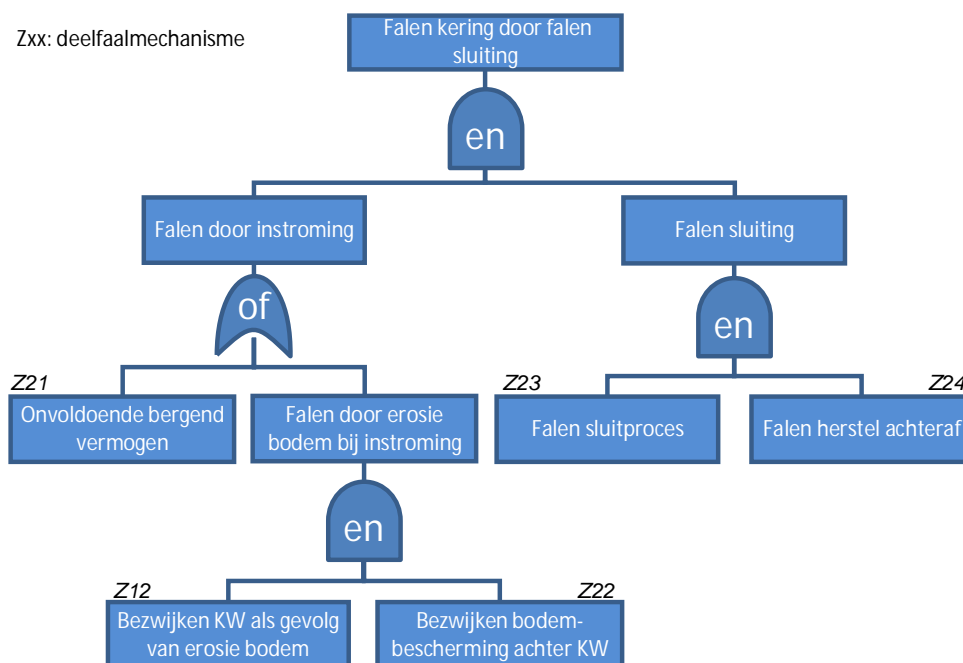 Zxx: deelfaalmechanisme
Falen kering door falen
sluiting
en
Falen door instroming
Falen sluiting
of
en
Z21
Onvoldoende bergend
vermogen
Falen door erosie
bodem bij instroming
Z23
Falen sluitproces
Z24
Falen herstel achteraf
en
Z12
Bezwijken KW als gevolg
van erosie bodem
Z22
Bezwijken bodem-
bescherming achter KW